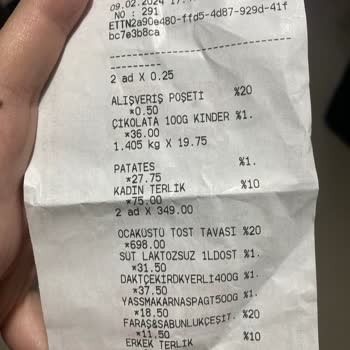 09.02.2024 17:
NO : 291
ETTN2a90e480-ffd5-4d87-929d-41f
bc7e3b8ca
2 ad X 0.25
ALIŞVERİŞ POŞETİ %20
*0.50
ÇİKOLATA 100G KINDER %1.
*36.00
1.405 kg X 19.75
PATATES %1.
*27.75
KADIN TERLİK %10
*75.00
2 ad X 349.00
OCAKÜSTÜ TOST TAVASI %20
*698.00
SÜT LAKTOZSUZ 1LDOST %1.
*31.50
DAKTÇEKİRDKYERLİ400G %1.
*37.50
YASSMAKARNASPAGT500G %1.
*18.50
FARAŞ&SABUNLUKÇEŞİT. %20
*11.50
ERKEK TERLİK %10